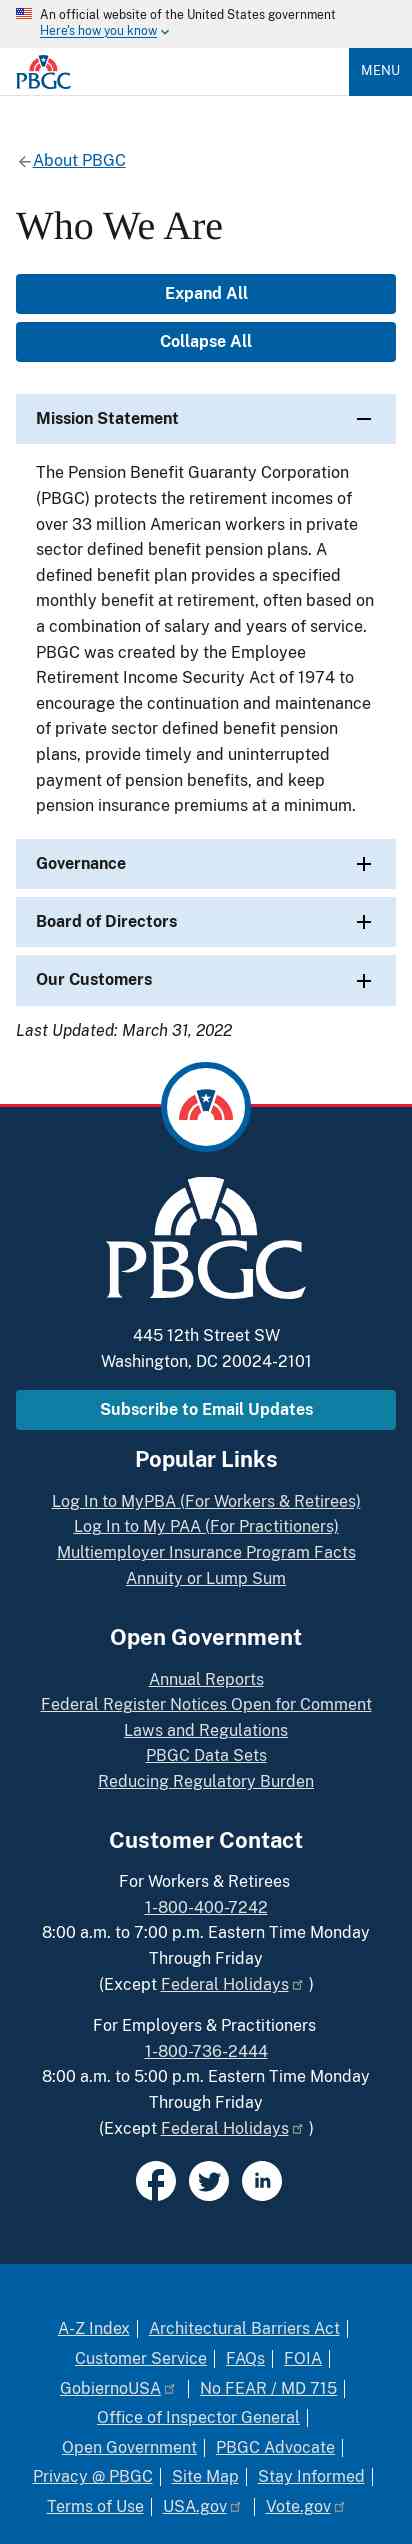 An official website of the United States government
Here's how you know
PBGC
MENU
About PBGC
Who We Are
Expand All
Collapse All
Mission Statement
The Pension Benefit Guaranty Corporation
(PBGC) protects the retirement incomes of
over 33 million American workers in private
sector defined benefit pension plans. A
defined benefit plan provides a specified
monthly benefit at retirement, often based on
a combination of salary and years of service.
PBGC was created by the Employee
Retirement Income Security Act of 1974 to
encourage the continuation and maintenance
of private sector defined benefit pension
plans, provide timely and uninterrupted
payment of pension benefits, and keep
pension insurance premiums at a minimum.
Governance
Board of Directors
Our Customers
Last Updated: March 31, 2022
PBGC
445 12th Street SW
Washington, DC 20024-2101
Subscribe to Email Updates
Popular Links
Log In to MyPBA (For Workers & Retirees)
Log In to My PAA (For Practitioners)
Multiemployer Insurance Program Facts
Annuity or Lump Sum
Open Government
Annual Reports
Federal Register Notices Open for Comment
Laws and Regulations
PBGC Data Sets
Reducing Regulatory Burden
Customer Contact
For Workers & Retirees
1-800-400-7242
8:00 a.m. to 7:00 p.m. Eastern Time Monday
Through Friday
(Except Federal Holidays )
For Employers & Practitioners
1-800-736-2444
8:00 a.m. to 5:00 p.m. Eastern Time Monday
Through Friday
(Except Federal Holidays )
A-Z Index | Architectural Barriers Act |
Customer Service | FAQs | FOIA |
GobiernoUSA | No FEAR / MD 715 |
Office of Inspector General |
Open Government | PBGC Advocate |
Privacy @ PBGC | Site Map | Stay Informed |
Terms of Use | USA.gov | Vote.gov